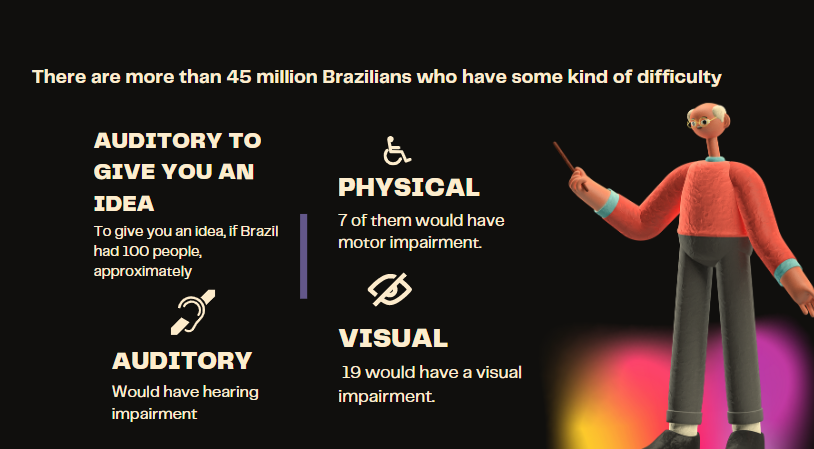 There are more than 45 million Brazilians who have some kind of difficulty
AUDITORY TO
GIVE YOU AN
IDEA
To give you an idea, if Brazil
had 100 people,
approximately
AUDITORY
Would have hearing
impairment
PHYSICAL
7 of them would have
motor impairment.
VISUAL
19 would have a visual
impairment.